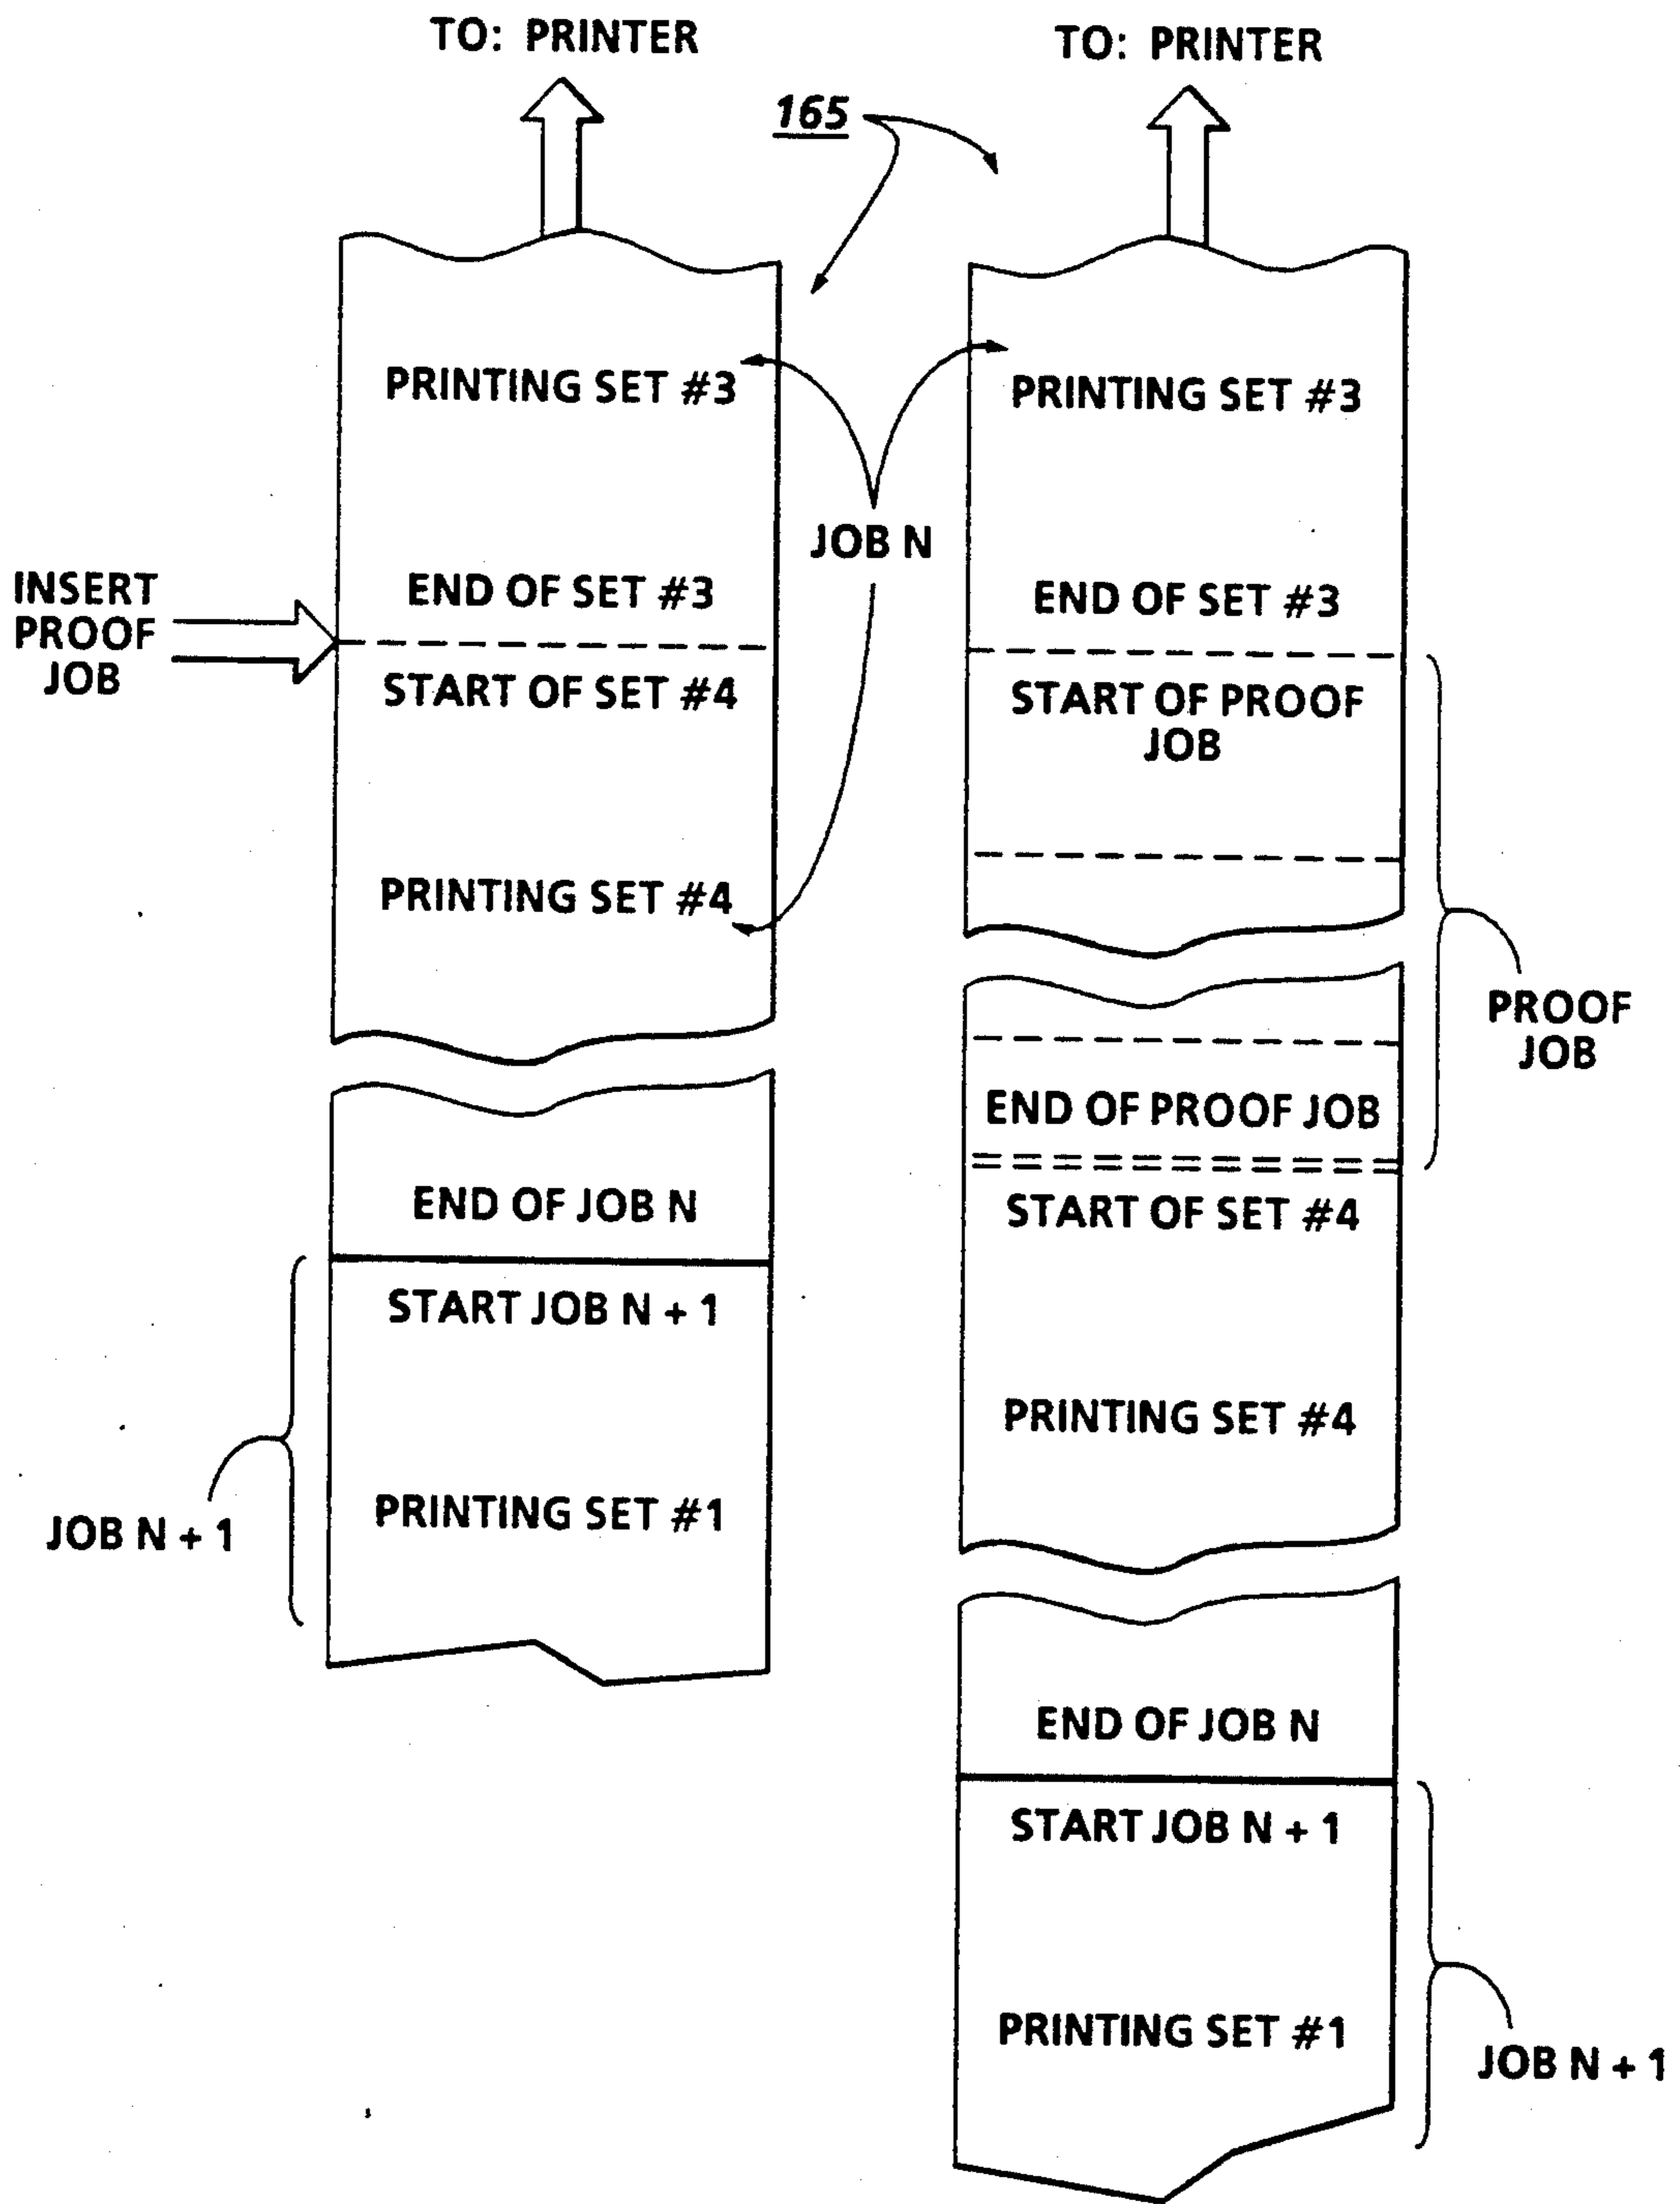 TO: PRINTER
TO: PRINTER
165
PRINTING SET #3
PRINTING SET #3
JOB N
INSERT
PROOF
JOB
END OF SET #3
END OF SET #3
START OF SET #4
START OF PROOF
JOB
PRINTING SET #4
PROOF
JOB
END OF PROOF JOB
END OF JOB N
START OF SET #4
START JOB N + 1
PRINTING SET #4
PRINTING SET #1
JOB N + 1
END OF JOB N
START JOB N + 1
PRINTING SET #1
JOB N + 1